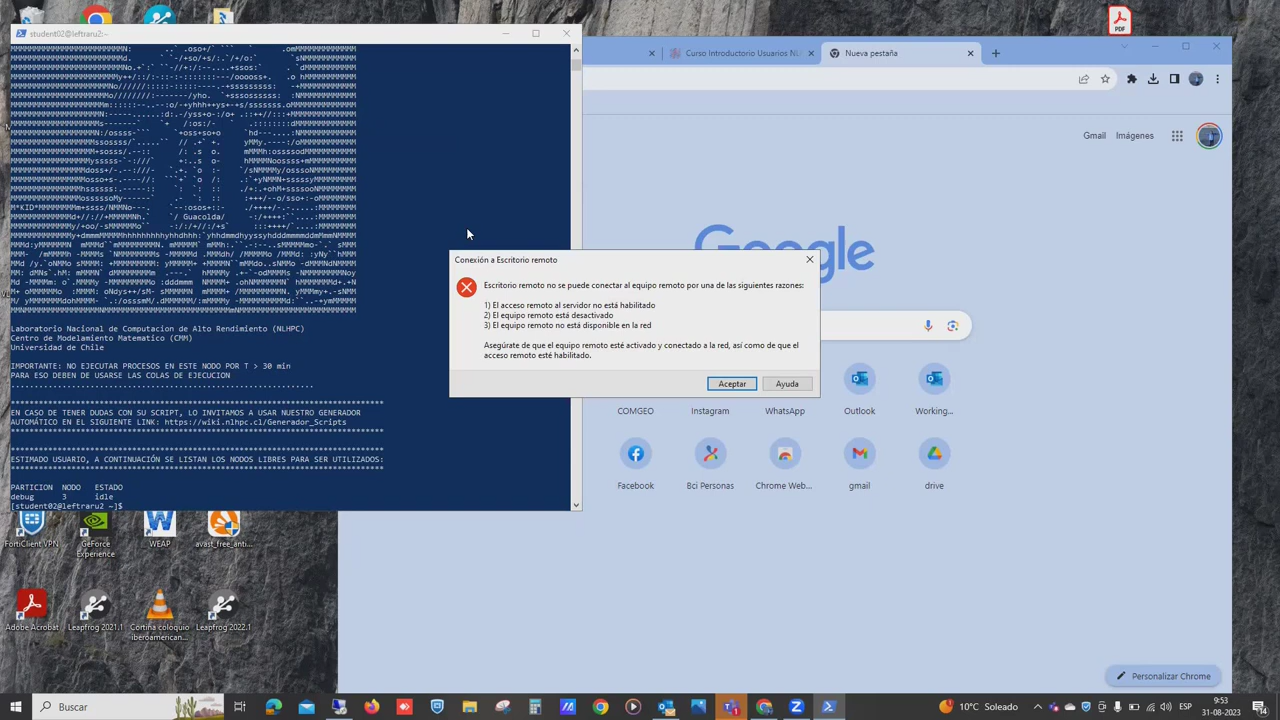 student02@leftraru2:~
Curso Introductorio Usuarios NL
Nueva pestaña
PDF
Gmail
Imágenes
/ Guacolda/
Laboratorio Nacional de Computacion de Alto Rendimiento (NLHPC)
Centro de Modelamiento Matematico (CMM)
Universidad de Chile
IMPORTANTE: NO EJECUTAR PROCESOS EN ESTE NODO POR T > 30 min
PARA ESO DEBEN DE USARSE LAS COLAS DE EJECUCION
EN CASO DE TENER DUDAS CON SU SCRIPT, LO INVITAMOS A USAR NUESTRO GENERADOR
AUTOMÁTICO EN EL SIGUIENTE LINK: https://wiki.nlhpc.cl/Generador_Scripts
ESTIMADO USUARIO, A CONTINUACIÓN SE LISTAN LOS NODOS LIBRES PARA SER UTILIZADOS:
PARTICION NODO ESTADO
debug 3 idle
[student02@leftraru2 ~]$
Google
Conexión a Escritorio remoto
Escritorio remoto no se puede conectar al equipo remoto por una de las siguientes razones:
1) El acceso remoto al servidor no está habilitado
2) El equipo remoto está desactivado
3) El equipo remoto no está disponible en la red
Asegúrate de que el equipo remoto esté activado y conectado a la red, así como de que el
acceso remoto esté habilitado.
Aceptar
Ayuda
COMGEO
Instagram
WhatsApp
Outlook
Working...
Facebook
Bci Personas
Chrome Web...
gmail
drive
FortiClient VPN
GeForce
Experience
WEAP
avast_free_anti...
Adobe Acrobat
Leapfrog 2021.1
Cortina coloquio
iberoamerican...
Leapfrog 2022.1
Personalizar Chrome
Buscar
10°C Soleado
ESP
9:53
31-08-2023